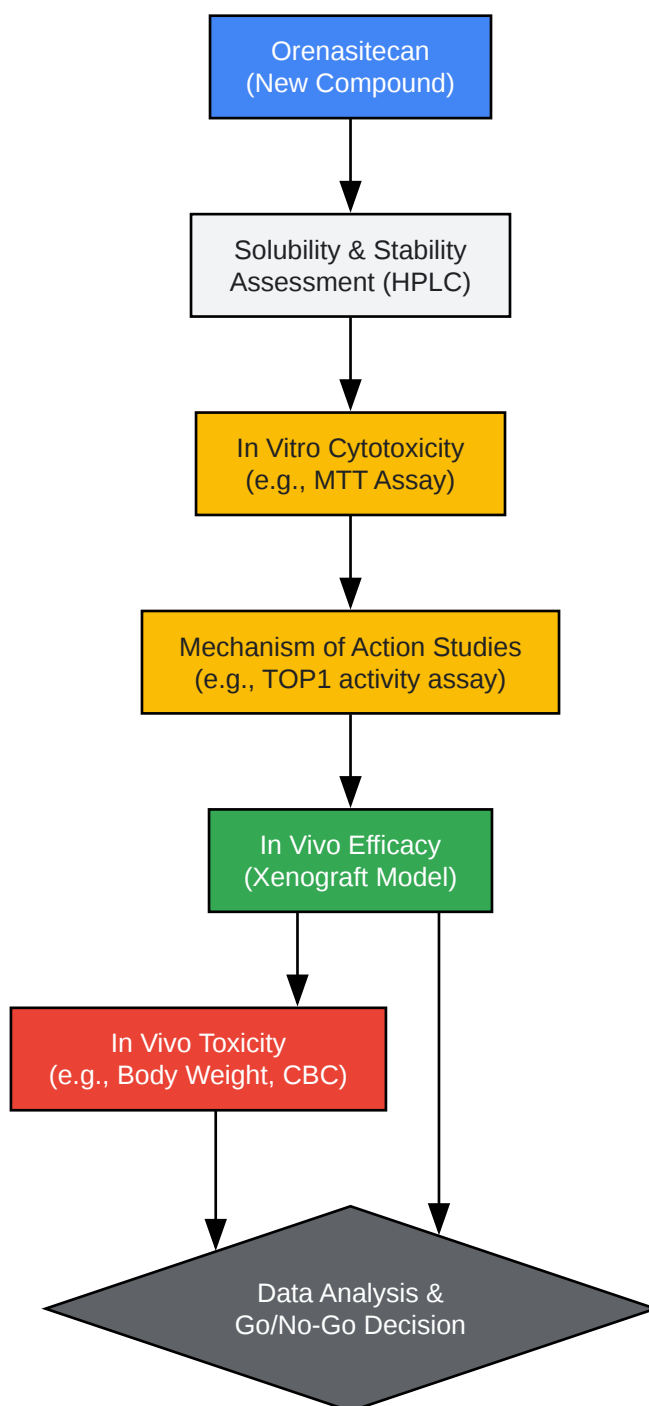 Orenasitecan
(New Compound)
Solubility & Stability
Assessment (HPLC)
In Vitro Cytotoxicity
(e.g., MTT Assay)
Mechanism of Action Studies
(e.g., TOP1 activity assay)
In Vivo Efficacy
(Xenograft Model)
In Vivo Toxicity
(e.g., Body Weight, CBC)
Data Analysis &
Go/No-Go Decision